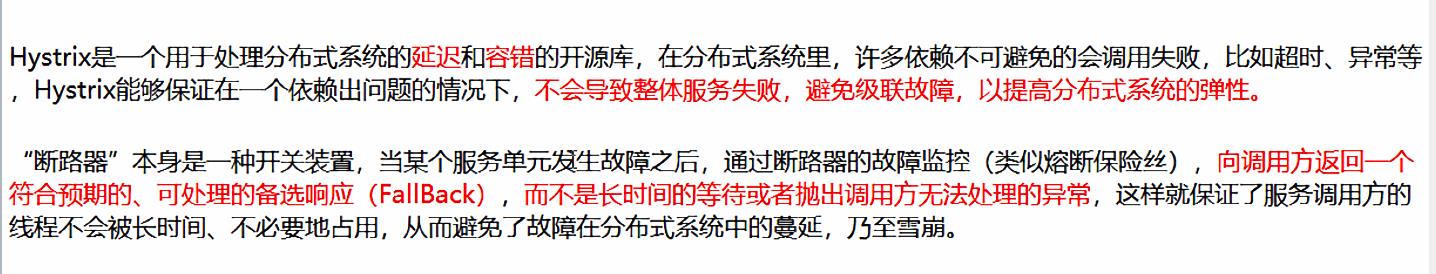 Hystrix是一个用于处理分布式系统的延迟和容错的开源库，在分布式系统里，许多依赖不可避免的会调用失败，比如超时、异常等
，Hystrix能够保证在一个依赖出问题的情况下，不会导致整体服务失败，避免级联故障，以提高分布式系统的弹性。
“断路器”本身是一种开关装置，当某个服务单元发生故障之后，通过断路器的故障监控（类似熔断保险丝），向调用方返回一个
符合预期的、可处理的备选响应（FallBack），而不是长时间的等待或者抛出调用方无法处理的异常，这样就保证了服务调用方的
线程不会被长时间、不必要地占用，从而避免了故障在分布式系统中的蔓延，乃至雪崩。